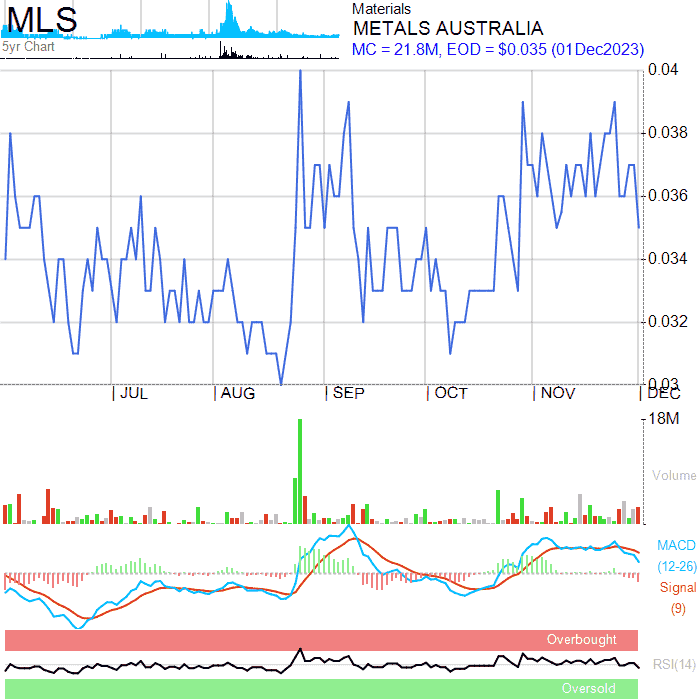 MLS
5yr Chart
Materials
METALS AUSTRALIA
MC = 21.8M, EOD = $0.035 (01Dec2023)
0.04
0.038
0.036
0.034
0.032
0.03
JUL AUG SEP OCT NOV DEC
18M
Volume
MACD
(12-26)
Signal
(9)
Overbought
RSI(14)
Oversold